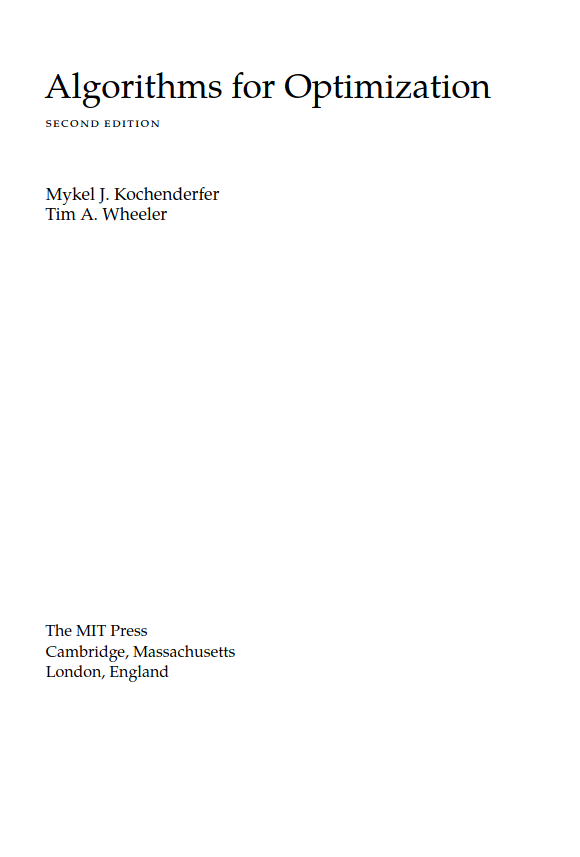 Algorithms for Optimization
SECOND EDITION
Mykel J. Kochenderfer
Tim A. Wheeler
The MIT Press
Cambridge, Massachusetts
London, England